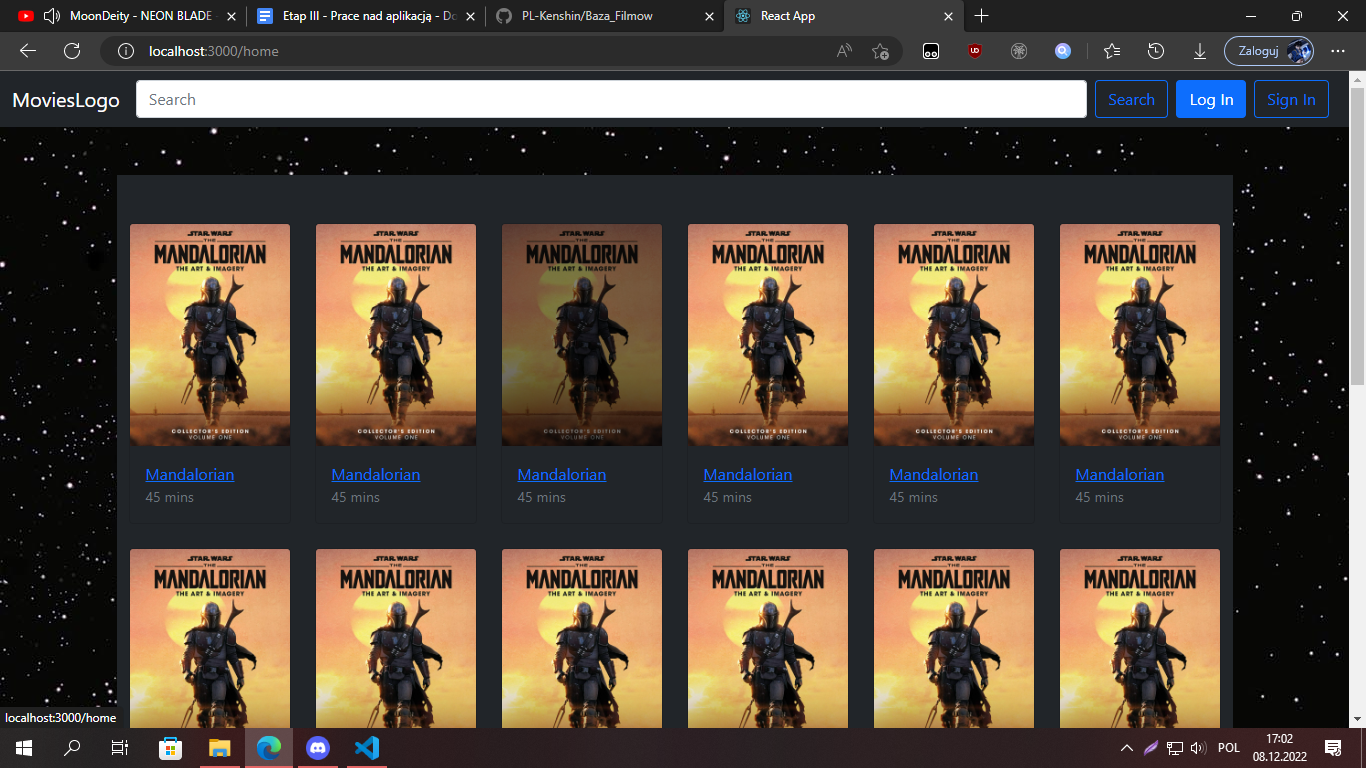 MoonDeity - NEON BLADE
Etap III - Prace nad aplikacją - Do
PL-Kenshin/Baza_Filmow
React App
localhost:3000/home
Zaloguj
MoviesLogo
Search
Search
Log In
Sign In
STAR WARS
THE
MANDALORIAN
THE ART & IMAGERY
COLLECTOR'S EDITION
VOLUME ONE
STAR WARS
THE
MANDALORIAN
THE ART & IMAGERY
COLLECTOR'S EDITION
VOLUME ONE
STAR WARS
THE
MANDALORIAN
THE ART & IMAGERY
COLLECTOR'S EDITION
VOLUME ONE
STAR WARS
THE
MANDALORIAN
THE ART & IMAGERY
COLLECTOR'S EDITION
VOLUME ONE
STAR WARS
THE
MANDALORIAN
THE ART & IMAGERY
COLLECTOR'S EDITION
VOLUME ONE
STAR WARS
THE
MANDALORIAN
THE ART & IMAGERY
COLLECTOR'S EDITION
VOLUME ONE
Mandalorian
45 mins
Mandalorian
45 mins
Mandalorian
45 mins
Mandalorian
45 mins
Mandalorian
45 mins
Mandalorian
45 mins
STAR WARS
THE
MANDALORIAN
THE ART & IMAGERY
STAR WARS
THE
MANDALORIAN
THE ART & IMAGERY
STAR WARS
THE
MANDALORIAN
THE ART & IMAGERY
STAR WARS
THE
MANDALORIAN
THE ART & IMAGERY
STAR WARS
THE
MANDALORIAN
THE ART & IMAGERY
STAR WARS
THE
MANDALORIAN
THE ART & IMAGERY
localhost:3000/home
POL
17:02
08.12.2022